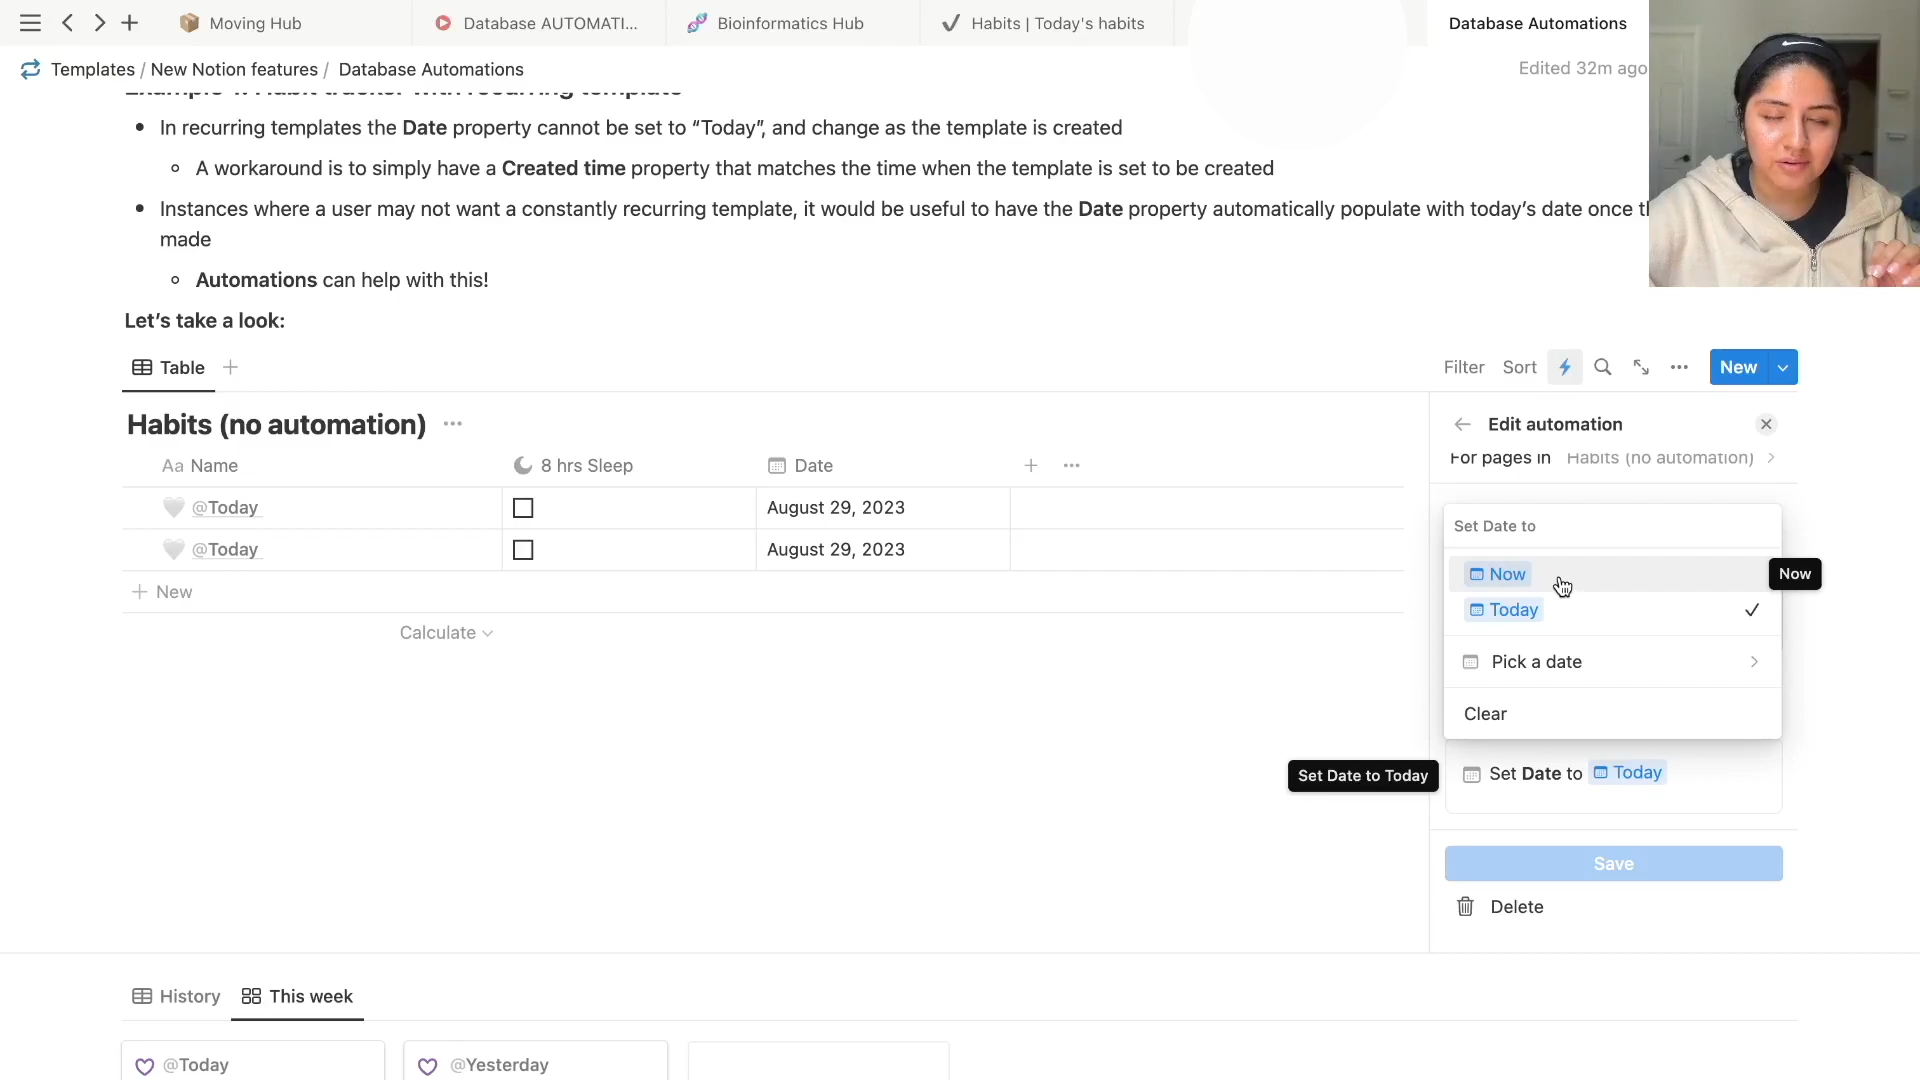 Moving Hub
Database AUTOMATI...
Bioinformatics Hub
Habits | Today's habits
Database Automations
Templates / New Notion features / Database Automations
Edited 32m ago
• In recurring templates the Date property cannot be set to “Today”, and change as the template is created
◦ A workaround is to simply have a Created time property that matches the time when the template is set to be created
• Instances where a user may not want a constantly recurring template, it would be useful to have the Date property automatically populate with today’s date once
made
◦ Automations can help with this!
Let’s take a look:
Table
Filter Sort
New
Habits (no automation) ...
Edit automation
For pages in Habits (no automation)
Aa Name
8 hrs Sleep
Date
@Today
August 29, 2023
@Today
August 29, 2023
+ New
Calculate
Set Date to
Now
Now
Today
Pick a date
Clear
Set Date to Today
Set Date to Today
Save
Delete
History
This week
@Today
@Yesterday